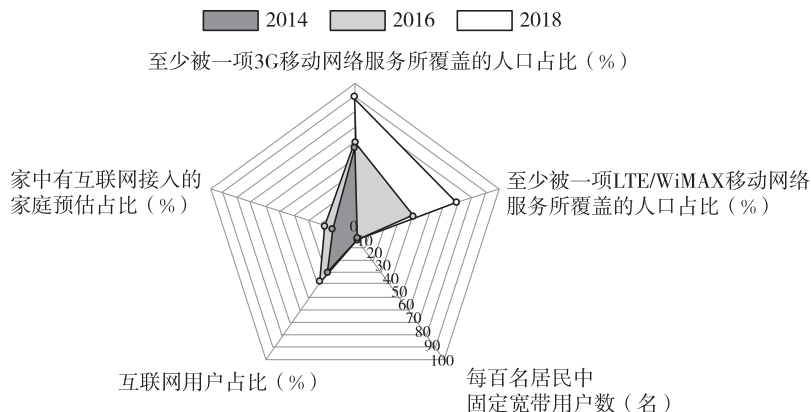 2014 2016 2018
至少被一项3G移动网络服务所覆盖的人口占比（%）
家中有互联网接入的
家庭预估占比（%）
至少被一项LTE/WiMAX移动网络
服务所覆盖的人口占比（%）
0
10
20
30
40
50
60
70
80
90
100
互联网用户占比（%）
每百名居民中
固定宽带用户数（名）